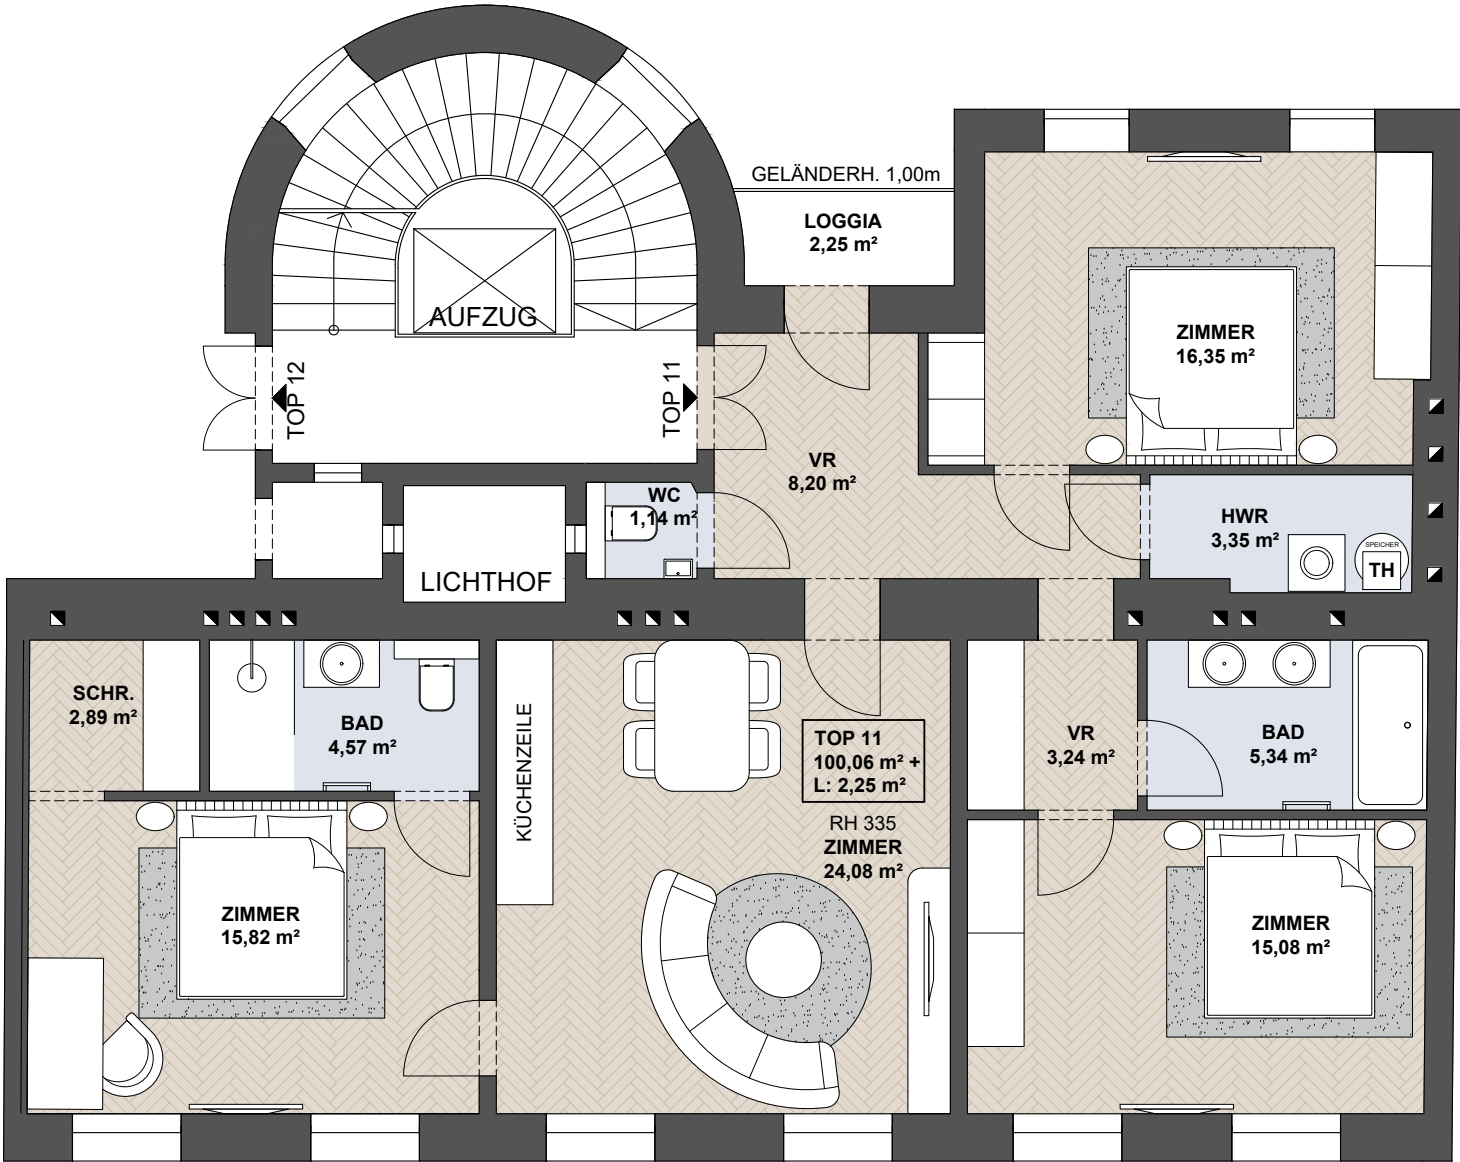 GELÄNDERH. 1,00m
LOGGIA
2,25 m²
AUFZUG
ZIMMER
16,35 m²
TOP 12
TOP 11
VR
8,20 m²
WC
1,14 m²
HWR
3,35 m²
SPEICHER
TH
LICHTHOF
SCHR.
2,89 m²
BAD
4,57 m²
KÜCHENZEILE
TOP 11
100,06 m² +
L: 2,25 m²
RH 335
ZIMMER
24,08 m²
VR
3,24 m²
BAD
5,34 m²
ZIMMER
15,82 m²
ZIMMER
15,08 m²